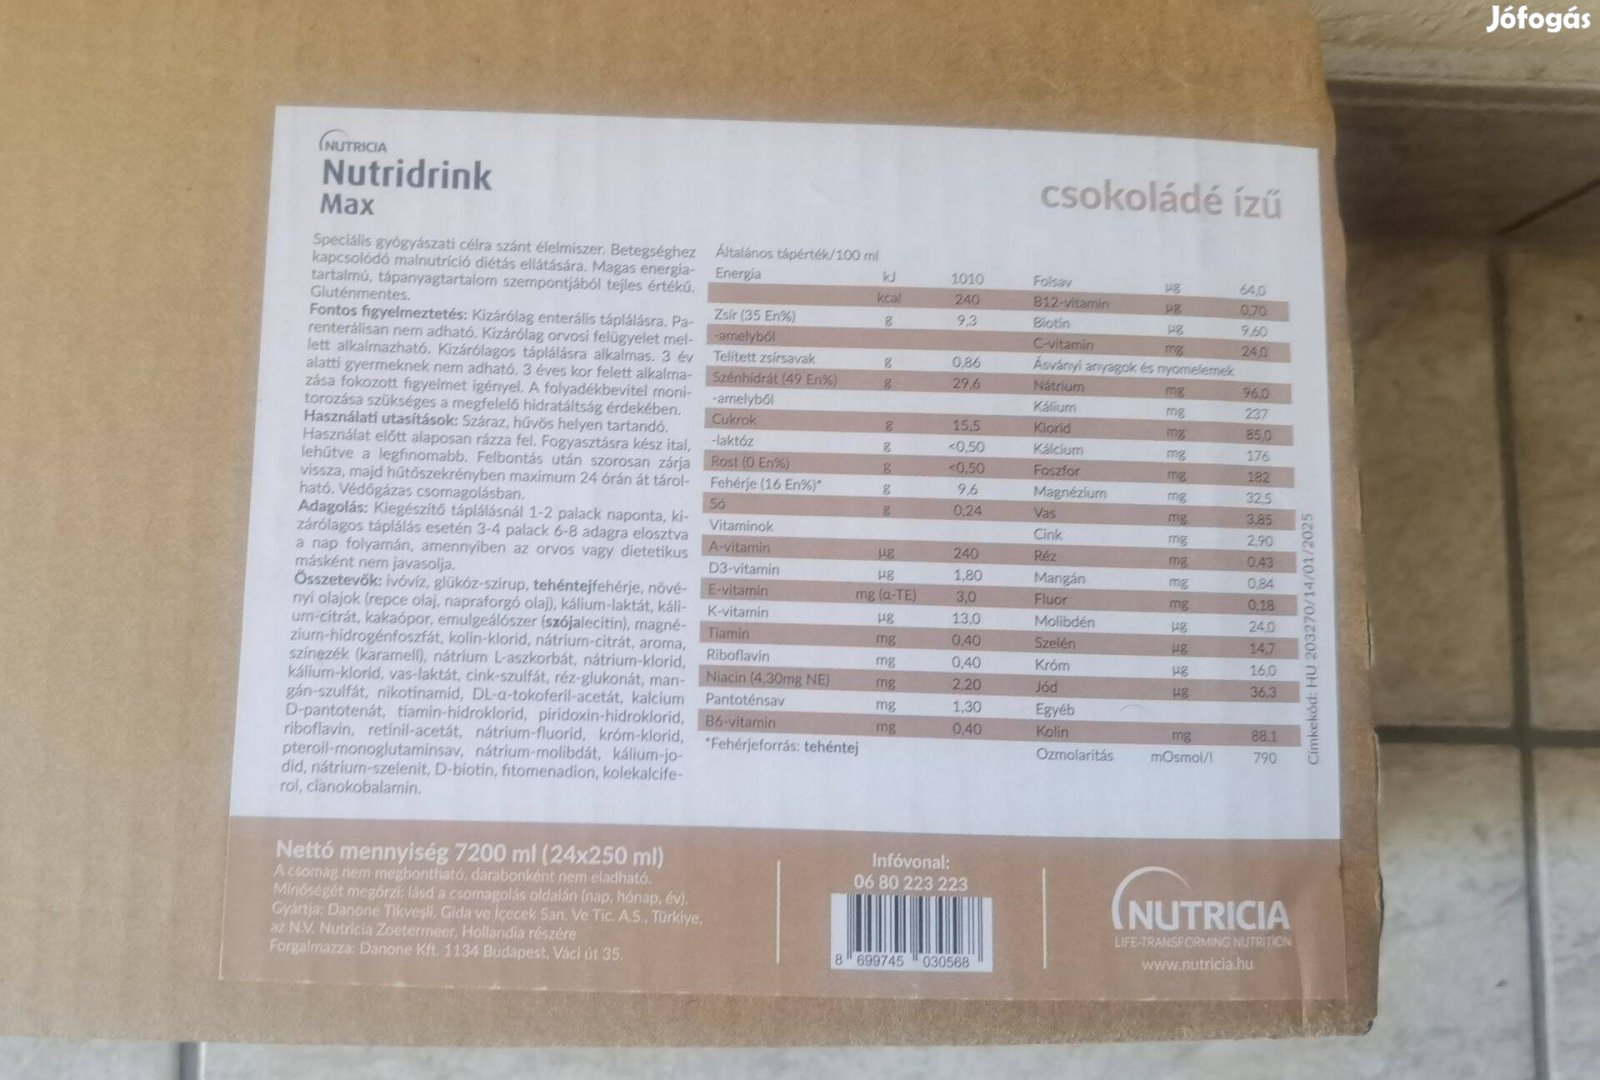 Jófogás
NUTRICIA
Nutridrink
Max
csokoládé ízű
Speciális gyógyászati célra szánt élelmiszer. Betegséghez
kapcsolódó malnutríció diétás ellátására. Magas energia-
tartalmú, tápanyagtartalom szempontjából teljes értékű.
Gluténmentes.
Fontos figyelmeztetés: Kizárólag enterális táplálásra. Pa-
renterálisan nem adható. Kizárólag orvosi felügyelet mel-
lett alkalmazható. Kizárólagos táplálásra alkalmas. 3 év
alatti gyermeknek nem adható. 3 éves kor felett alkalma-
zása fokozott figyelmet igényel. A folyadékbevitel moni-
torozása szükséges a megfelelő hidratáltság érdekében.
Használati utasítások: Száraz, hűvös helyen tartandó.
Használat előtt alaposan rázza fel. Fogyasztásra kész ital,
lehűtve a legfinomabb. Felbontás után szorosan zárja
vissza, majd hűtőszekrényben maximum 24 órán át tárol-
ható. Védőgázas csomagolásban.
Adagolás: Kiegészítő táplálásnál 1-2 palack naponta, ki-
zárólagos táplálás esetén 3-4 palack 6-8 adagra elosztva
a nap folyamán, amennyiben az orvos vagy dietetikus
másként nem javasolja.
Összetevők: ivóvíz, glükóz-szirup, tehéntejfehérje, növé-
nyi olajok (repce olaj, napraforgó olaj), kálium-laktát, káli-
um-citrát, kakaópor, emulgeálószer (szójalecitin), magné-
zium-hidrogénfoszfát, kolin-klorid, nátrium-citrát, aroma,
színezék (karamell), nátrium L-aszkorbát, nátrium-klorid,
kálium-klorid, vas-laktát, cink-szulfát, réz-glukonát, man-
gán-szulfát, nikotinamid, DL-α-tokoferil-acetát, kalcium
D-pantotenát, tiamin-hidroklorid, piridoxin-hidroklorid,
riboflavin, retinil-acetát, nátrium-fluorid, króm-klorid,
pteroil-monoglutaminsav, nátrium-molibdát, kálium-jo-
did, nátrium-szelenit, D-biotin, fitomenadion, kolekalcife-
rol, cianokobalamin.
Általános tápérték/100 ml
Energia kJ 1010
kcal 240
Zsír (35 En%) g 9,3
-amelyből
Telített zsírsavak g 0,86
Szénhidrát (49 En%) g 29,6
-amelyből
Cukrok g 15,5
-laktóz g <0,50
Rost (0 En%) g <0,50
Fehérje (16 En%)* g 9,6
Só g 0,24
Vitaminok
A-vitamin µg 240
D3-vitamin µg 1,80
E-vitamin mg (α-TE) 3,0
K-vitamin µg 13,0
Tiamin mg 0,40
Riboflavin mg 0,40
Niacin (4,30mg NE) mg 2,20
Pantoténsav mg 1,30
B6-vitamin mg 0,40
*Fehérjeforrás: tehéntej
Folsav µg 64,0
B12-vitamin µg 0,70
Biotin µg 9,60
C-vitamin mg 24,0
Ásványi anyagok és nyomelemek
Nátrium mg 96,0
Kálium mg 237
Klorid mg 85,0
Kálcium mg 176
Foszfor mg 182
Magnézium mg 32,5
Vas mg 3,85
Cink mg 2,90
Réz mg 0,43
Mangán mg 0,84
Fluor mg 0,18
Molibdén µg 24,0
Szelén µg 14,7
Króm µg 16,0
Jód µg 36,3
Egyéb
Kolin mg 88,1
Ozmolaritás mOsmol/l 790
Címkekód: HU 203270/14/01/2025
Nettó mennyiség 7200 ml (24x250 ml)
A csomag nem megbontható, darabonként nem eladható.
Minőségét megőrzi: lásd a csomagolás oldalán (nap, hónap, év).
Gyártja: Danone Tikveşli. Gida ve İçecek San. Ve Tic. A.S., Türkiye,
az N.V. Nutricia Zoetermeer, Hollandia részére
Forgalmazza: Danone Kft. 1134 Budapest, Váci út 35.
Infóvonal:
06 80 223 223
8 699745 030568
NUTRICIA
LIFE-TRANSFORMING NUTRITION
www.nutricia.hu